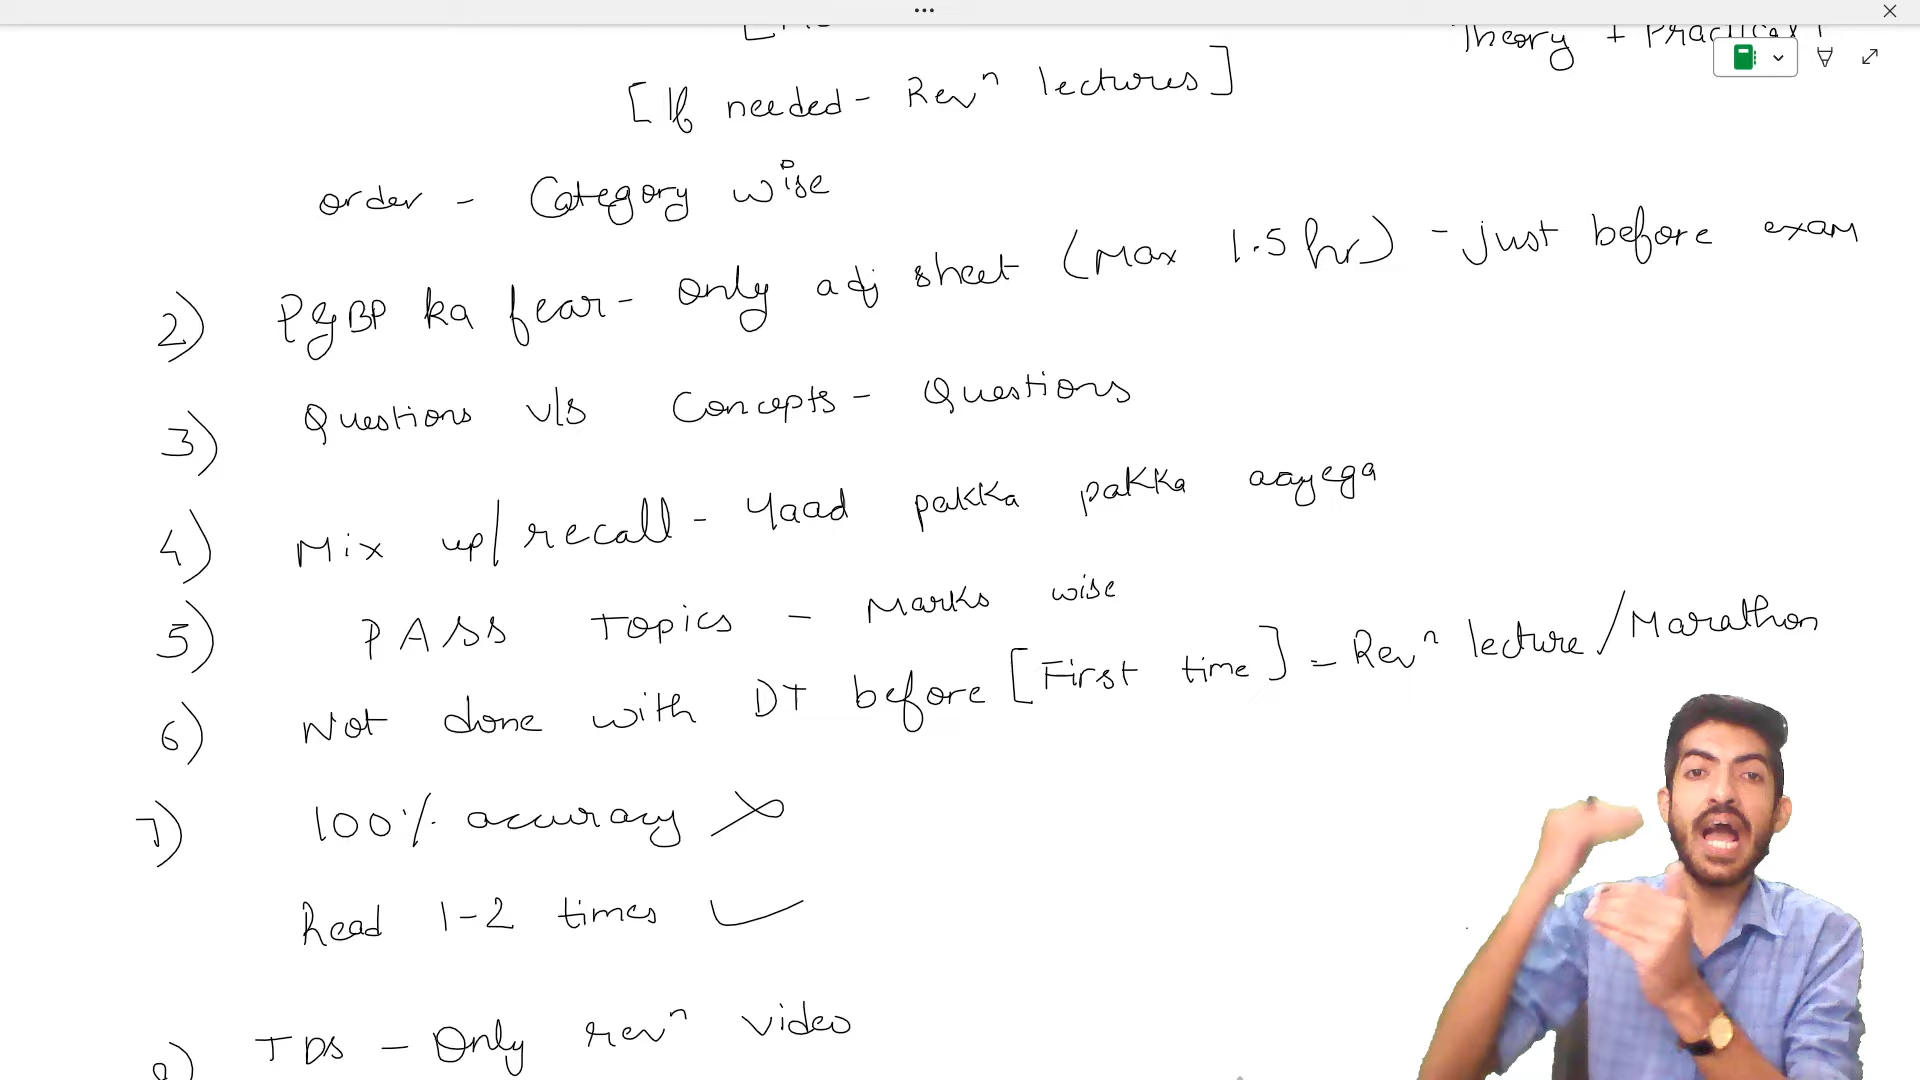 Theory + Practical
[If needed - Revⁿ lectures]
order - Category wise
2) PGBP ka fear - Only adj sheet (Max 1.5 hr) - just before exam
3) Questions v/s Concepts - Questions
4) Mix up/recall - Yaad pakka pakka aayega
5) PASS Topics - Marks wise
6) Not done with DT before [First time] - Revⁿ lecture/Marathon
7) 100% accuracy ✗
Read 1-2 times ✓
TDS - Only revⁿ video